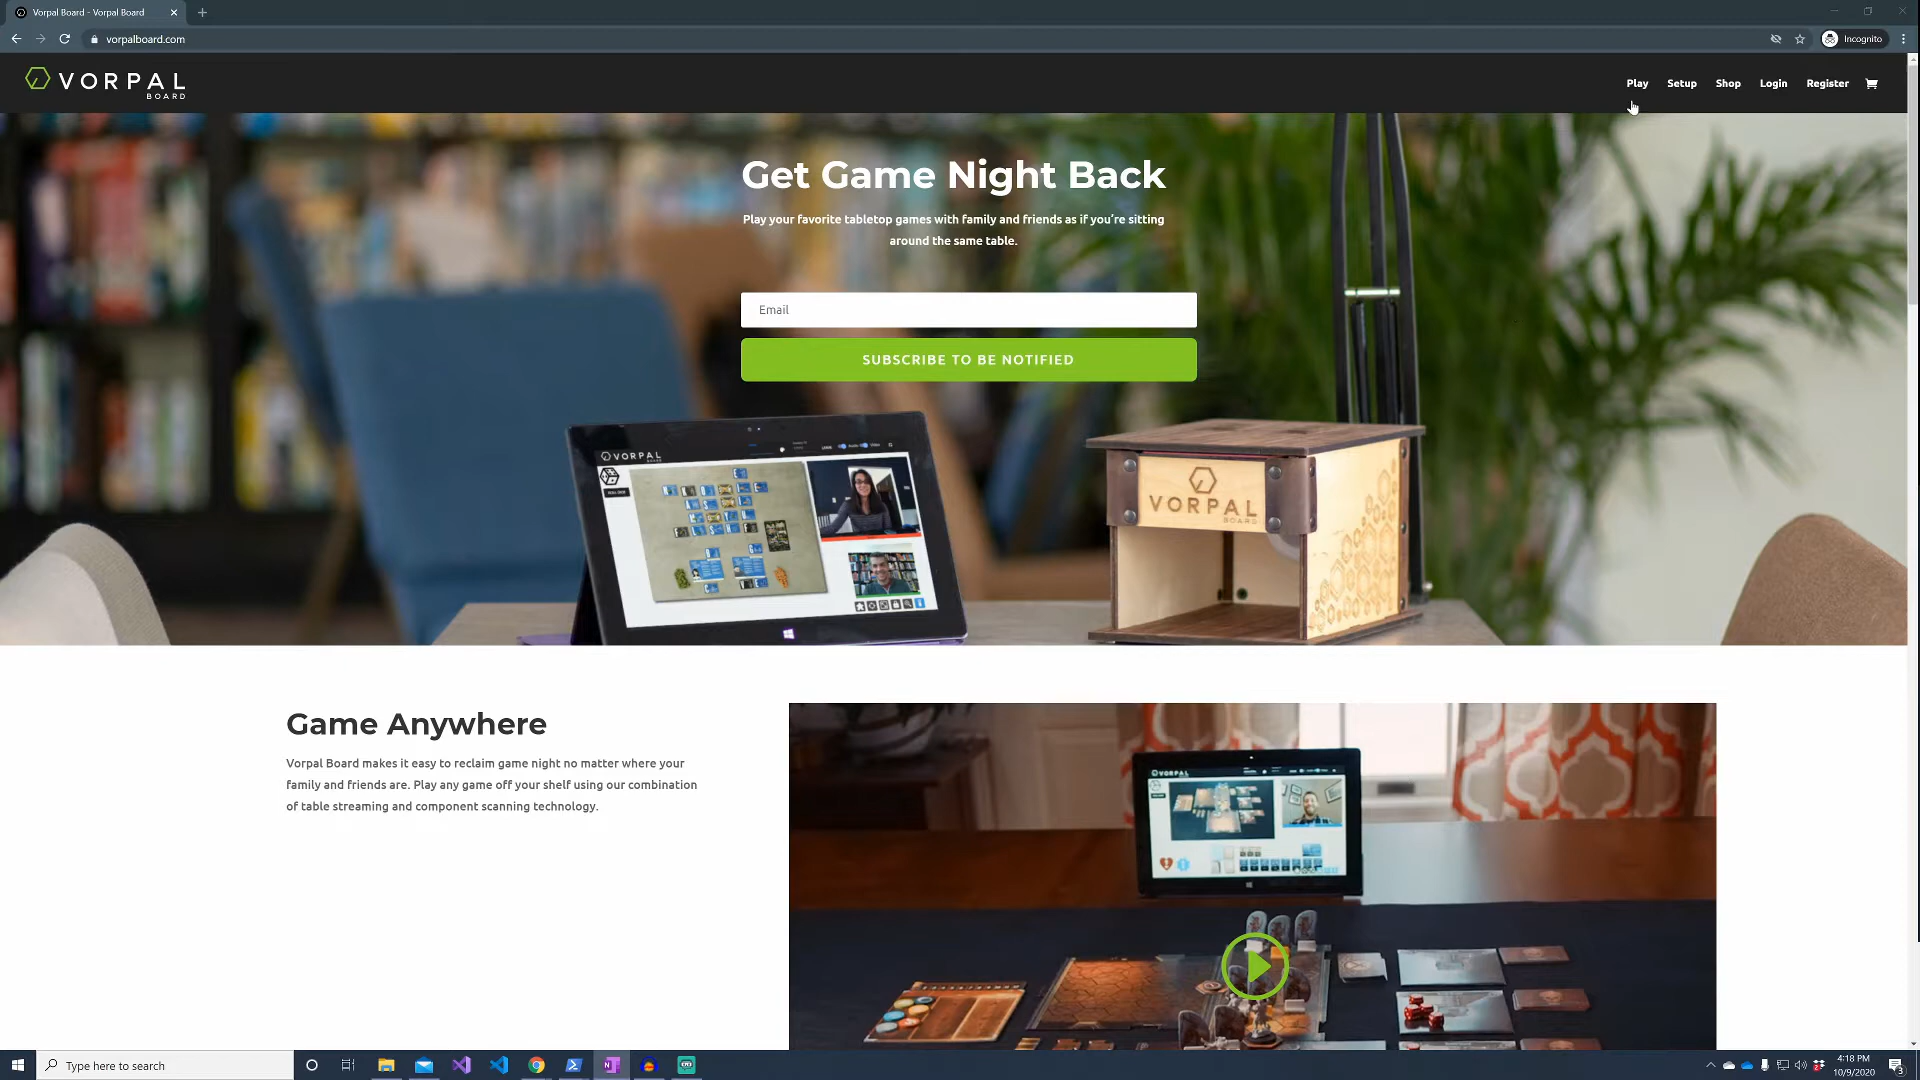 Vorpal Board - Vorpal Board
vorpalboard.com
Incognito
VORPAL
BOARD
Play
Setup
Shop
Login
Register
Get Game Night Back
Play your favorite tabletop games with family and friends as if you're sitting
around the same table.
Email
SUBSCRIBE TO BE NOTIFIED
VORPAL
VORPAL
BOARD
Game Anywhere
Vorpal Board makes it easy to reclaim game night no matter where your
family and friends are. Play any game off your shelf using our combination
of table streaming and component scanning technology.
VORPAL
Type here to search
4:18 PM
10/9/2020